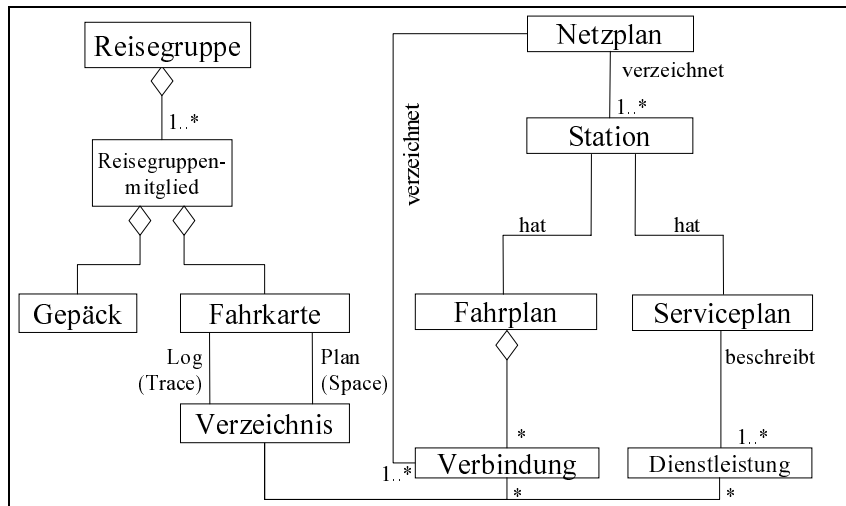 Reisegruppe
1..*
Reisegruppen-
mitglied
Gepäck
Fahrkarte
Log
(Trace)
Plan
(Space)
Verzeichnis
Netzplan
verzeichnet
1..*
Station
verzeichnet
hat
hat
Fahrplan
Serviceplan
beschreibt
*
1..*
1..*
Verbindung
Dienstleistung
*
*